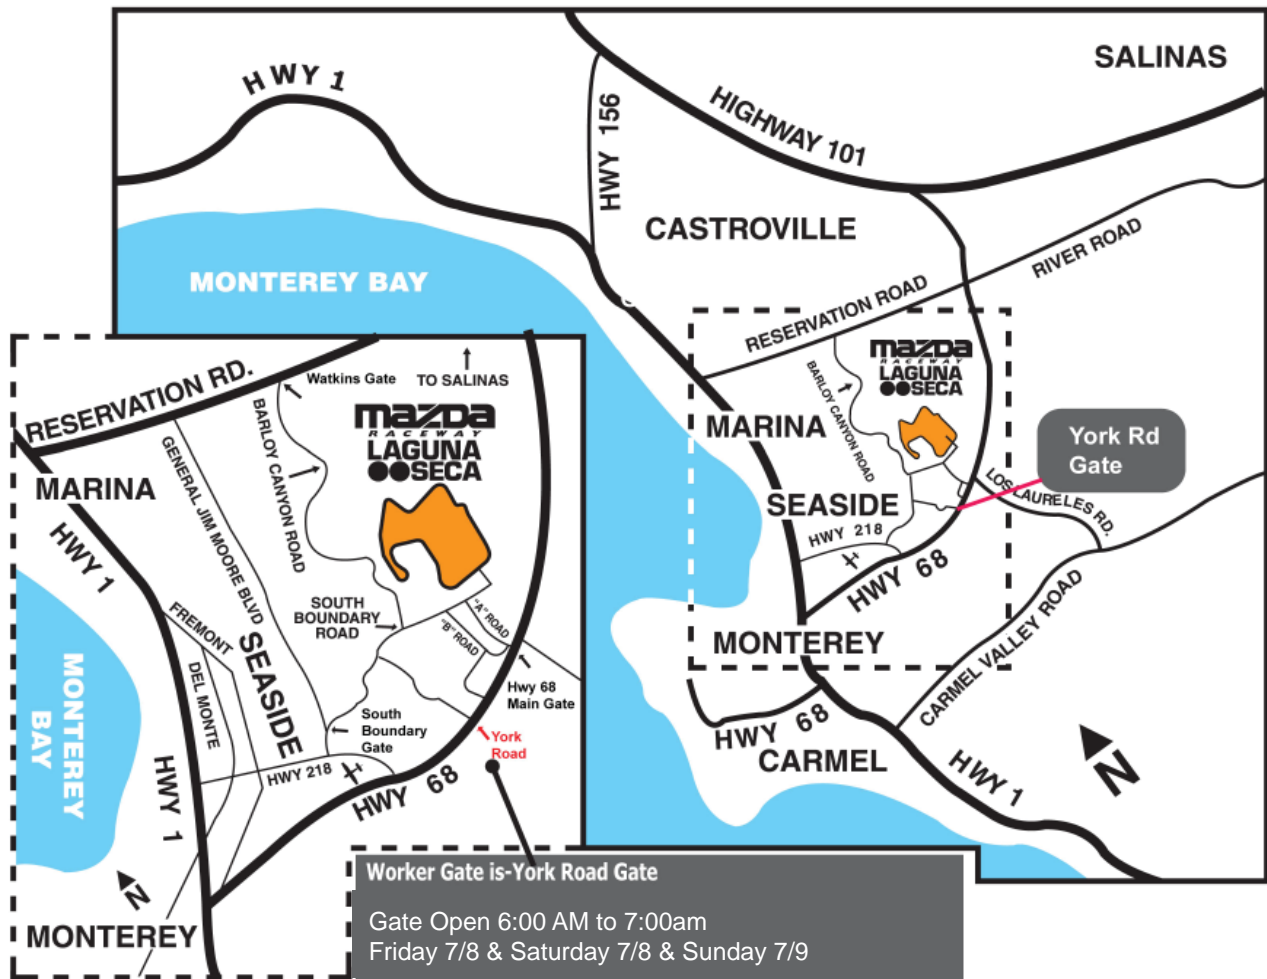 HWY 1
HWY 156
HIGHWAY 101
SALINAS
CASTROVILLE
MONTEREY BAY
RESERVATION ROAD
RIVER ROAD
mazda
RACEWAY
LAGUNA
SECA
BARLOY CANYON ROAD
MARINA
SEASIDE
HWY 218
HWY 68
York Rd
Gate
LOS LAURELES RD.
MONTEREY
CARMEL VALLEY ROAD
HWY 68
CARMEL
HWY 1
N
RESERVATION RD.
Watkins Gate
TO SALINAS
mazda
RACEWAY
LAGUNA
SECA
MARINA
GENERAL JIM MOORE BLVD
BARLOY CANYON ROAD
HWY 1
FREMONT
DEL MONTE
SEASIDE
SOUTH
BOUNDARY
ROAD
"A" ROAD
"B" ROAD
Hwy 68
Main Gate
South
Boundary
Gate
York
Road
MONTEREY
BAY
HWY 218
HWY 68
HWY 1
N
MONTEREY
Worker Gate is-York Road Gate
Gate Open 6:00 AM to 7:00am
Friday 7/8 & Saturday 7/8 & Sunday 7/9